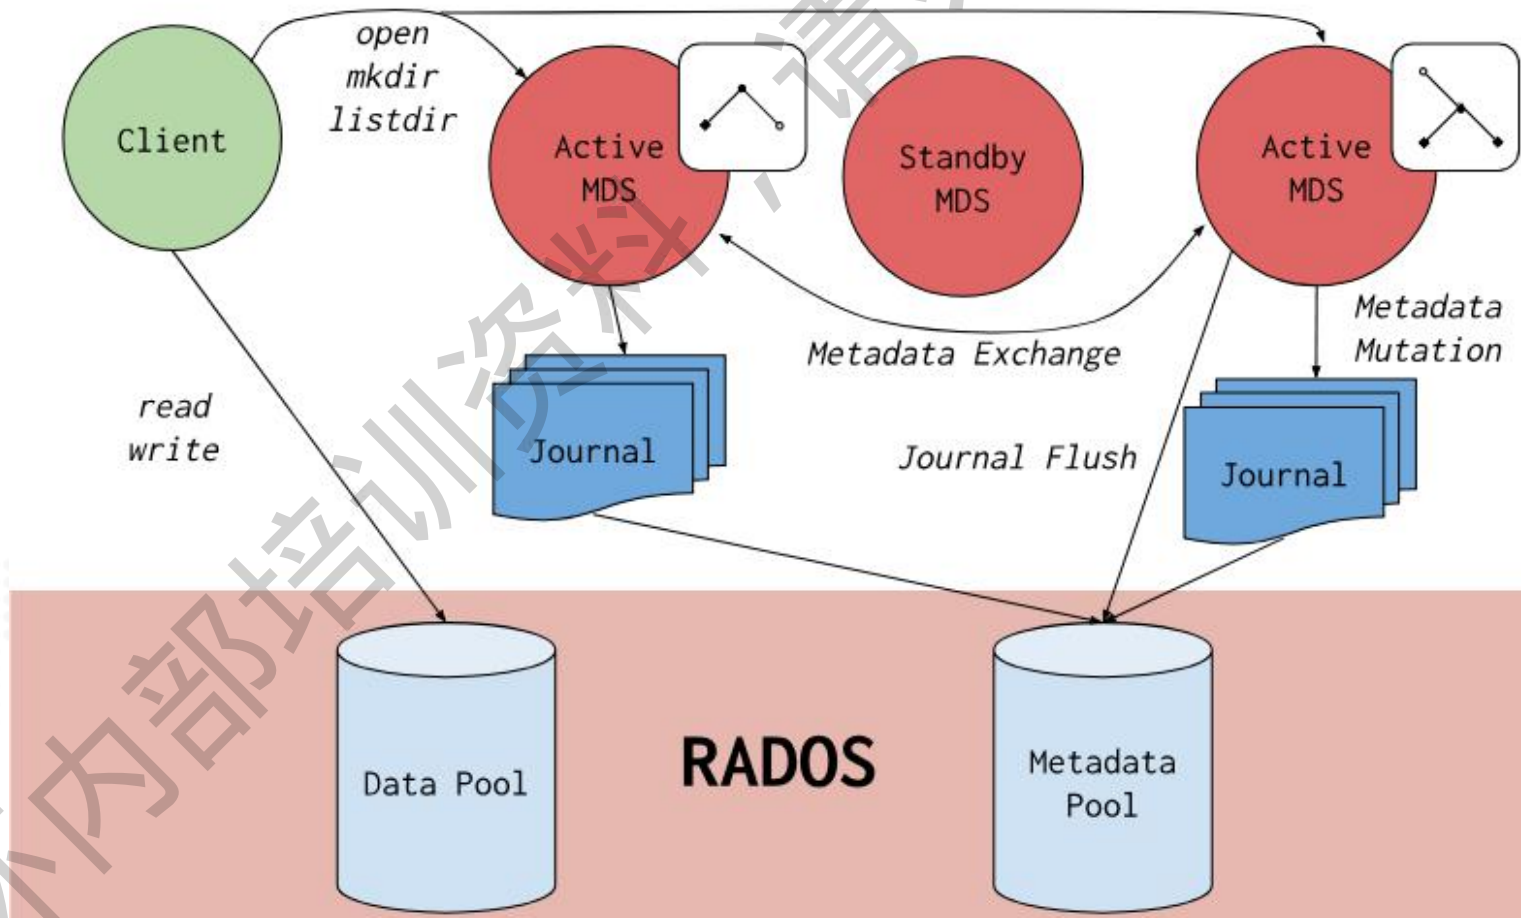 open
mkdir
listdir
Client
Active
MDS
Standby
MDS
Active
MDS
Metadata
Mutation
Metadata Exchange
read
write
Journal
Journal Flush
Journal
RADOS
Data Pool
Metadata
Pool
内部培训资料，请